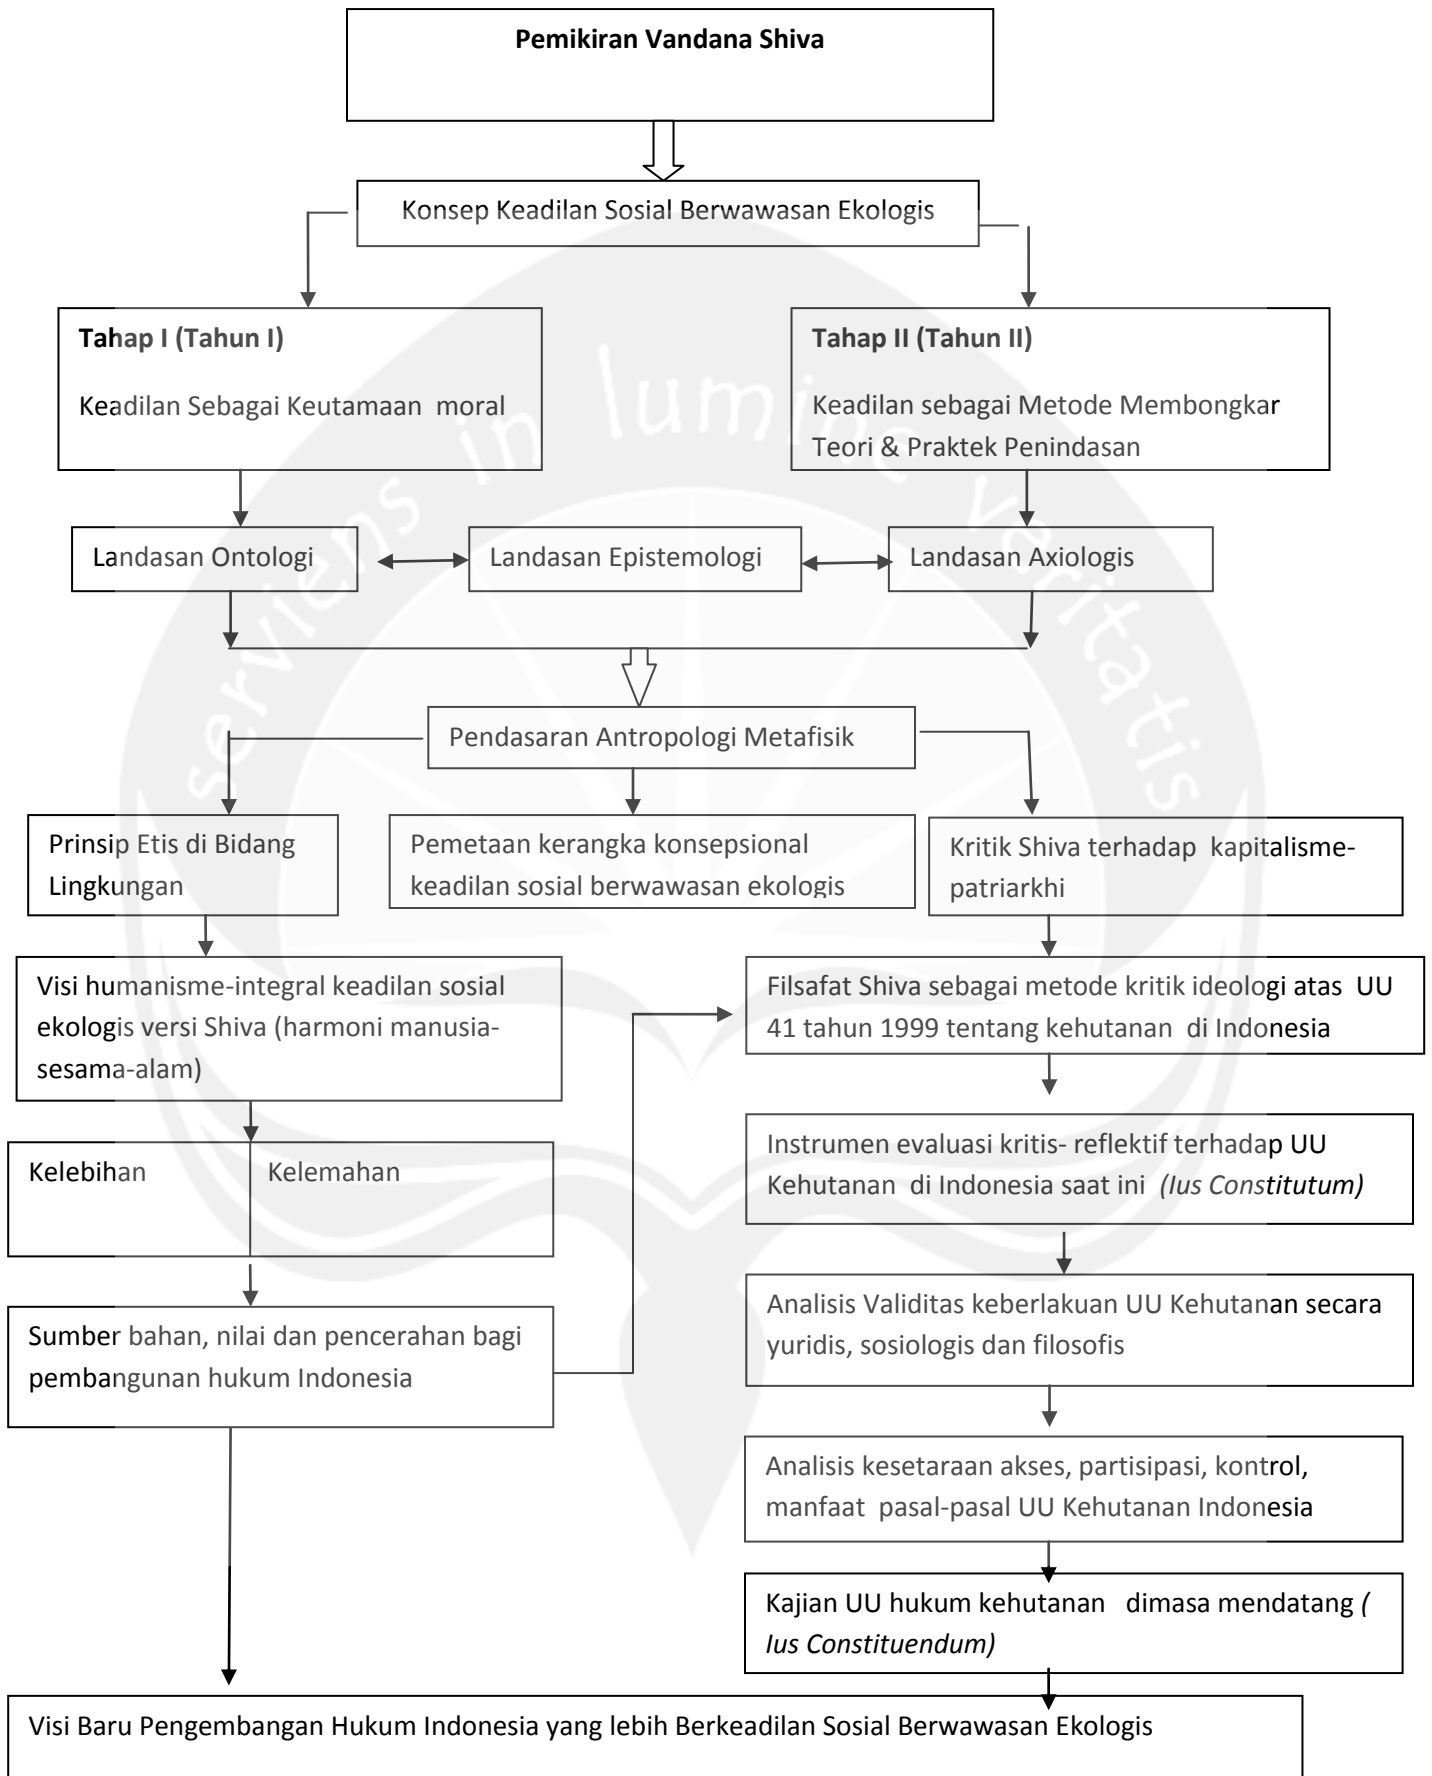 Pemikiran Vandana Shiva
Konsep Keadilan Sosial Berwawasan Ekologis
Tahap I (Tahun I)
Keadilan Sebagai Keutamaan moral
Tahap II (Tahun II)
Keadilan sebagai Metode Membongkar
Teori & Praktek Penindasan
Landasan Ontologi
Landasan Epistemologi
Landasan Axiologis
Pendasaran Antropologi Metafisik
Prinsip Etis di Bidang
Lingkungan
Pemetaan kerangka konsepsional
keadilan sosial berwawasan ekologis
Kritik Shiva terhadap kapitalisme-
patriarkhi
Visi humanisme-integral keadilan sosial
ekologis versi Shiva (harmoni manusia-
sesama-alam)
Filsafat Shiva sebagai metode kritik ideologi atas UU
41 tahun 1999 tentang kehutanan di Indonesia
Kelebihan
Kelemahan
Instrumen evaluasi kritis- reflektif terhadap UU
Kehutanan di Indonesia saat ini (Ius Constitutum)
Sumber bahan, nilai dan pencerahan bagi
pembangunan hukum Indonesia
Analisis Validitas keberlakuan UU Kehutanan secara
yuridis, sosiologis dan filosofis
Analisis kesetaraan akses, partisipasi, kontrol,
manfaat pasal-pasal UU Kehutanan Indonesia
Kajian UU hukum kehutanan dimasa mendatang (
Ius Constituendum)
Visi Baru Pengembangan Hukum Indonesia yang lebih Berkeadilan Sosial Berwawasan Ekologis
serviens in lumine veritatis